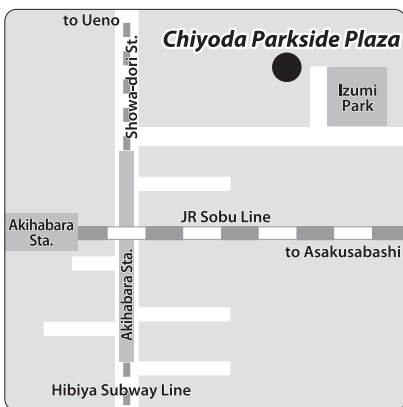 to Ueno
Chiyoda Parkside Plaza
Showa-dori St.
Izumi
Park
JR Sobu Line
Akihabara
Sta.
to Asakusabashi
Akihabara Sta.
Hibiya Subway Line